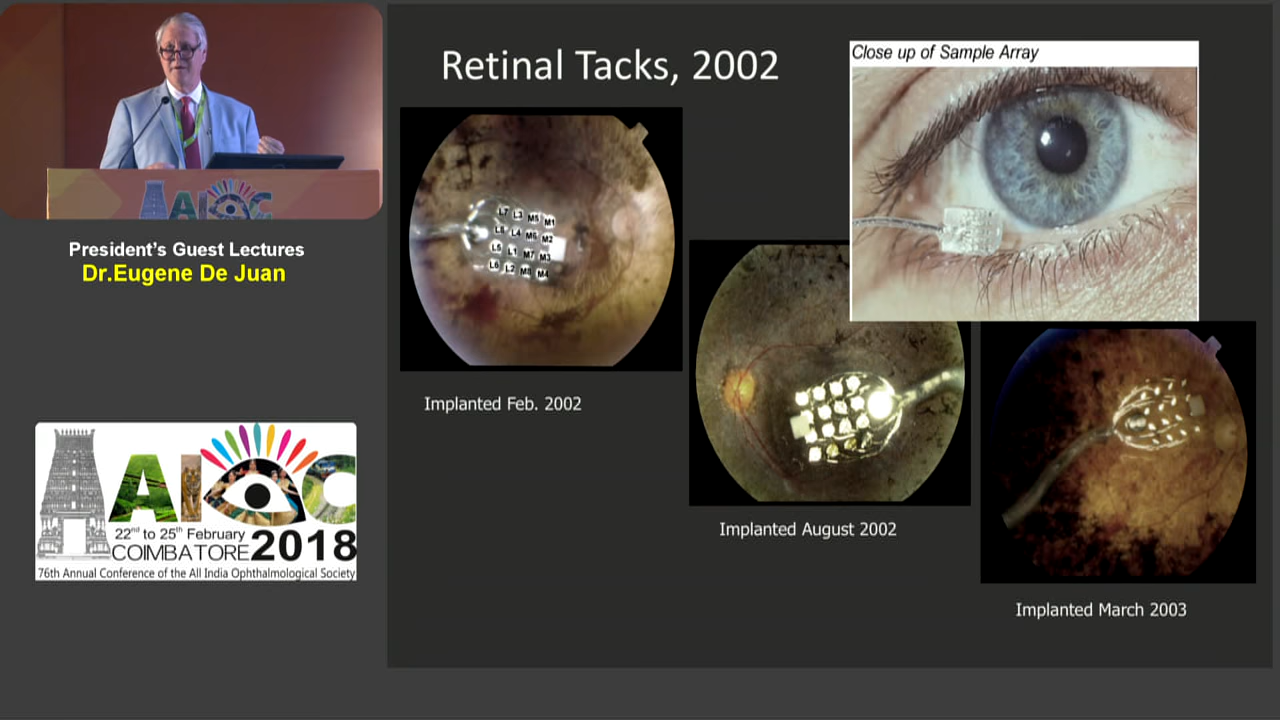 Retinal Tacks, 2002
Close up of Sample Array
L7 L3 M5 M1
L8 L4 M6 M2
L5 L1 M7 M3
L6 L2 M8 M4
AIOC
President's Guest Lectures
Dr.Eugene De Juan
Implanted Feb. 2002
Implanted August 2002
Implanted March 2003
AIOC
22nd to 25th February
COIMBATORE 2018
76th Annual Conference of the All India Ophthalmological Society